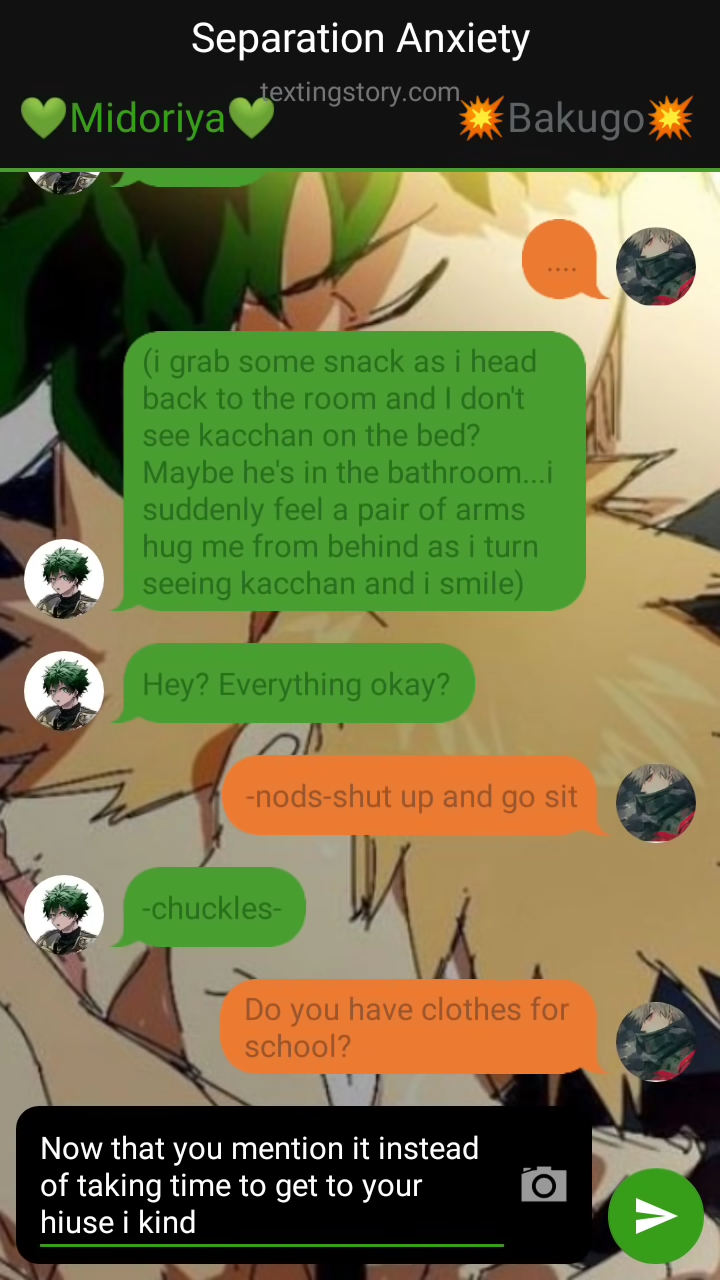 Separation Anxiety
textingstory.com
💚Midoriya💚
💥Bakugo💥
....
(i grab some snack as i head
back to the room and I don't
see kacchan on the bed?
Maybe he's in the bathroom...i
suddenly feel a pair of arms
hug me from behind as i turn
seeing kacchan and i smile)
Hey? Everything okay?
-nods-shut up and go sit
-chuckles-
Do you have clothes for
school?
Now that you mention it instead
of taking time to get to your
hiuse i kind